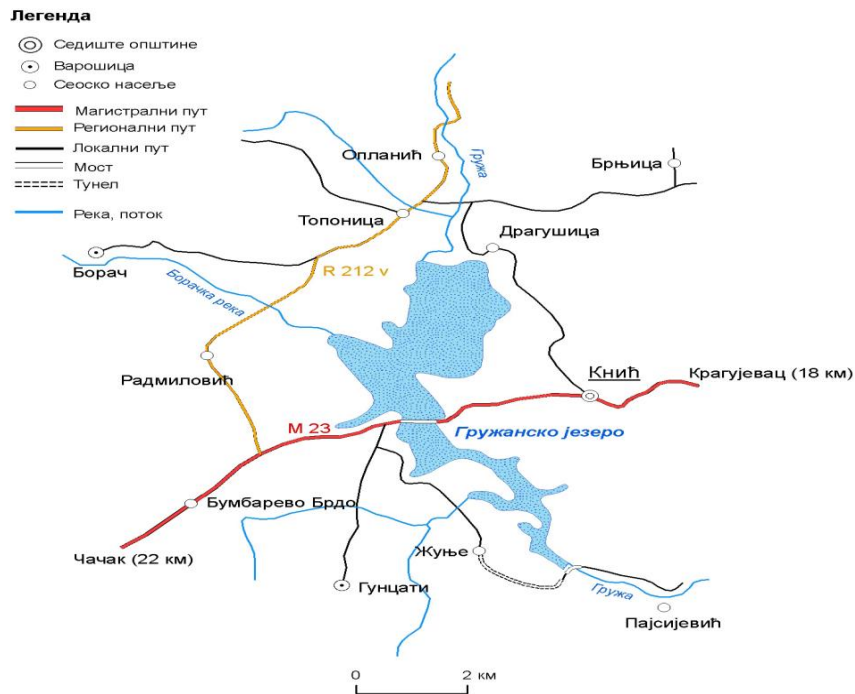 Легенда
Седиште општине
Варошица
Сеоско насеље
Магистрални пут
Регионални пут
Локални пут
Мост
Тунел
Река, поток
Опланић
Гружа
Брњица
Топоница
Драгушица
Борач
Борачка река
R 212 v
Радмиловић
Кнић
Крагујевац (18 км)
М 23
Гружанско језеро
Бумбарево Брдо
Чачак (22 км)
Жуње
Гунцати
Гружа
Пајсијевић
0 2 км